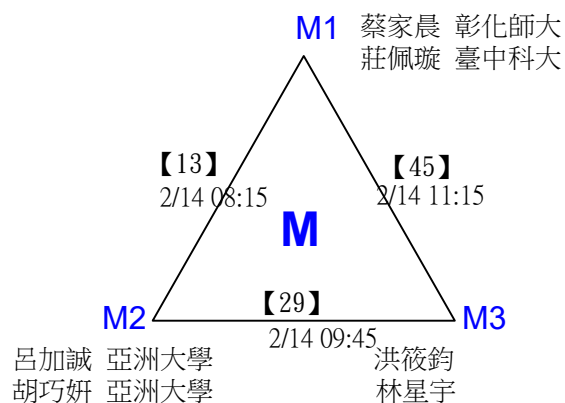 M1
蔡家晨 彰化師大
莊佩璇 臺中科大
【13】
2/14 08:15
【45】
2/14 11:15
M
【29】
2/14 09:45
M2
呂加誠 亞洲大學
胡巧妍 亞洲大學
M3
洪筱鈞
林星宇